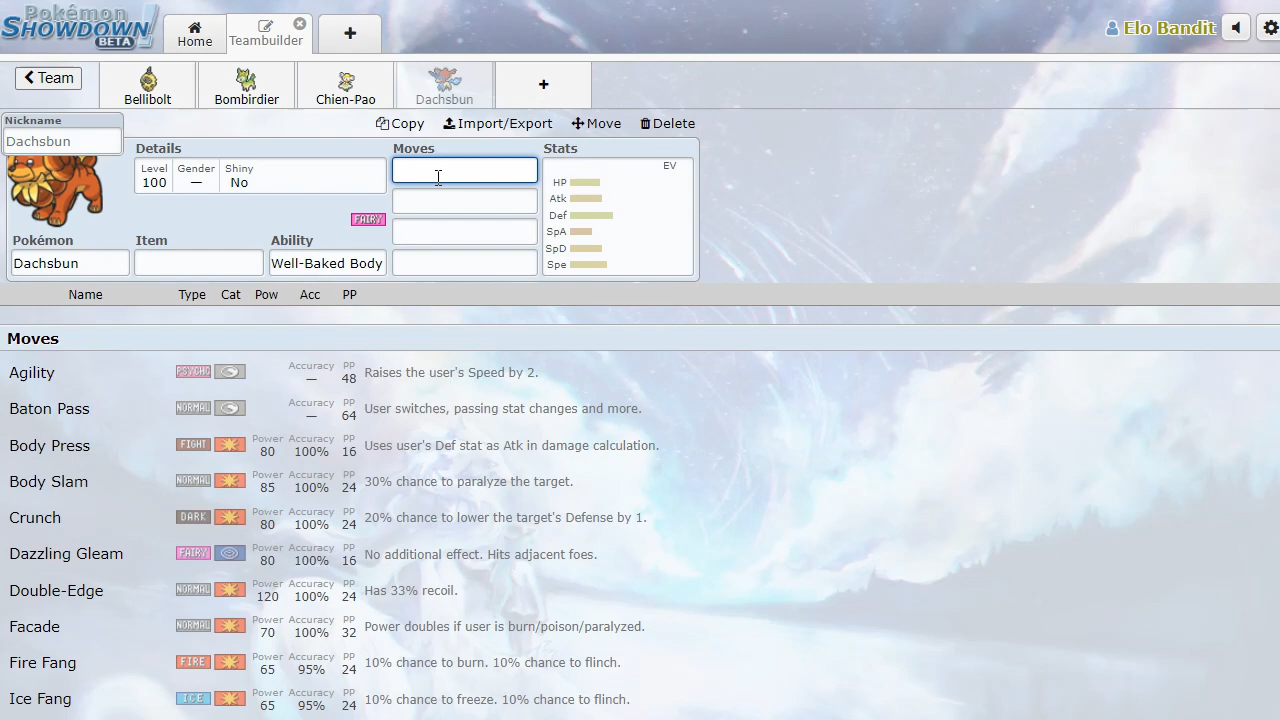 Pokémon
SHOWDOWN!
BETA
Home
Teambuilder
+
Elo Bandit
Team
Bellibolt
Bombirdier
Chien-Pao
Dachsbun
+
Copy
Import/Export
Move
Delete
Nickname
Dachsbun
Details
Level
100
Gender
—
Shiny
No
FAIRY
Pokémon
Dachsbun
Item
Ability
Well-Baked Body
Moves
Stats
EV
HP
Atk
Def
SpA
SpD
Spe
Name Type Cat Pow Acc PP
Moves
Agility PSYCHC Accuracy — PP 48 Raises the user's Speed by 2.
Baton Pass NORMAL Accuracy — PP 64 User switches, passing stat changes and more.
Body Press FIGHT Power 80 Accuracy 100% PP 16 Uses user's Def stat as Atk in damage calculation.
Body Slam NORMAL Power 85 Accuracy 100% PP 24 30% chance to paralyze the target.
Crunch DARK Power 80 Accuracy 100% PP 24 20% chance to lower the target's Defense by 1.
Dazzling Gleam FAIRY Power 80 Accuracy 100% PP 16 No additional effect. Hits adjacent foes.
Double-Edge NORMAL Power 120 Accuracy 100% PP 24 Has 33% recoil.
Facade NORMAL Power 70 Accuracy 100% PP 32 Power doubles if user is burn/poison/paralyzed.
Fire Fang FIRE Power 65 Accuracy 95% PP 24 10% chance to burn. 10% chance to flinch.
Ice Fang ICE Power 65 Accuracy 95% PP 24 10% chance to freeze. 10% chance to flinch.